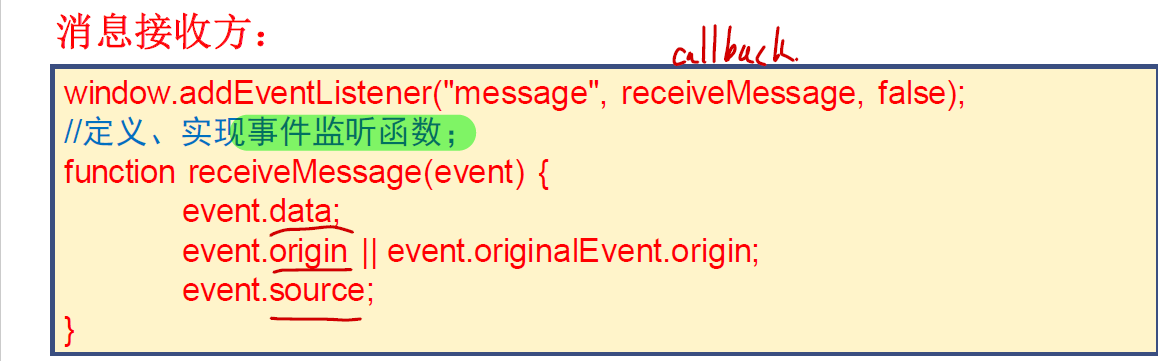 消息接收方：
callback.
window.addEventListener("message", receiveMessage, false);
//定义、实现事件监听函数；
function receiveMessage(event) {
event.data;
event.origin || event.originalEvent.origin;
event.source;
}